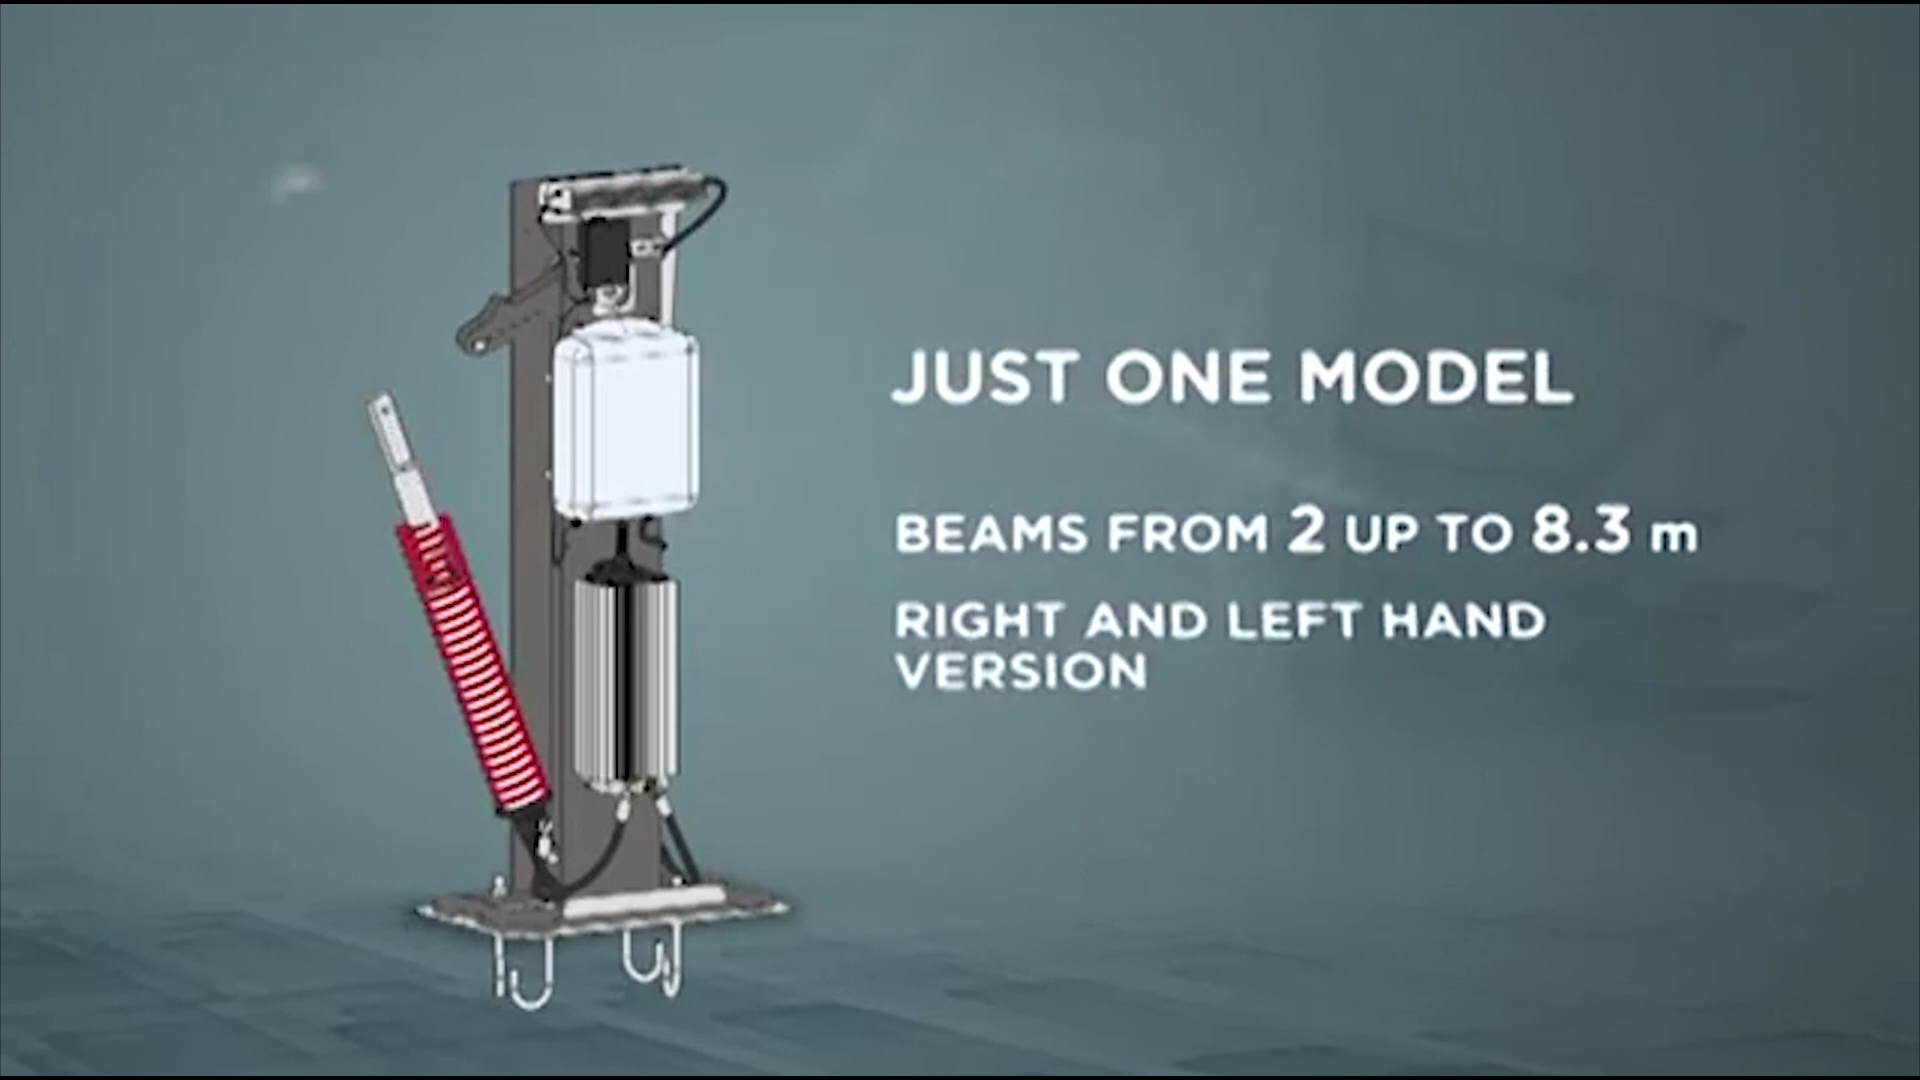 JUST ONE MODEL
BEAMS FROM 2 UP TO 8.3 m
RIGHT AND LEFT HAND
VERSION